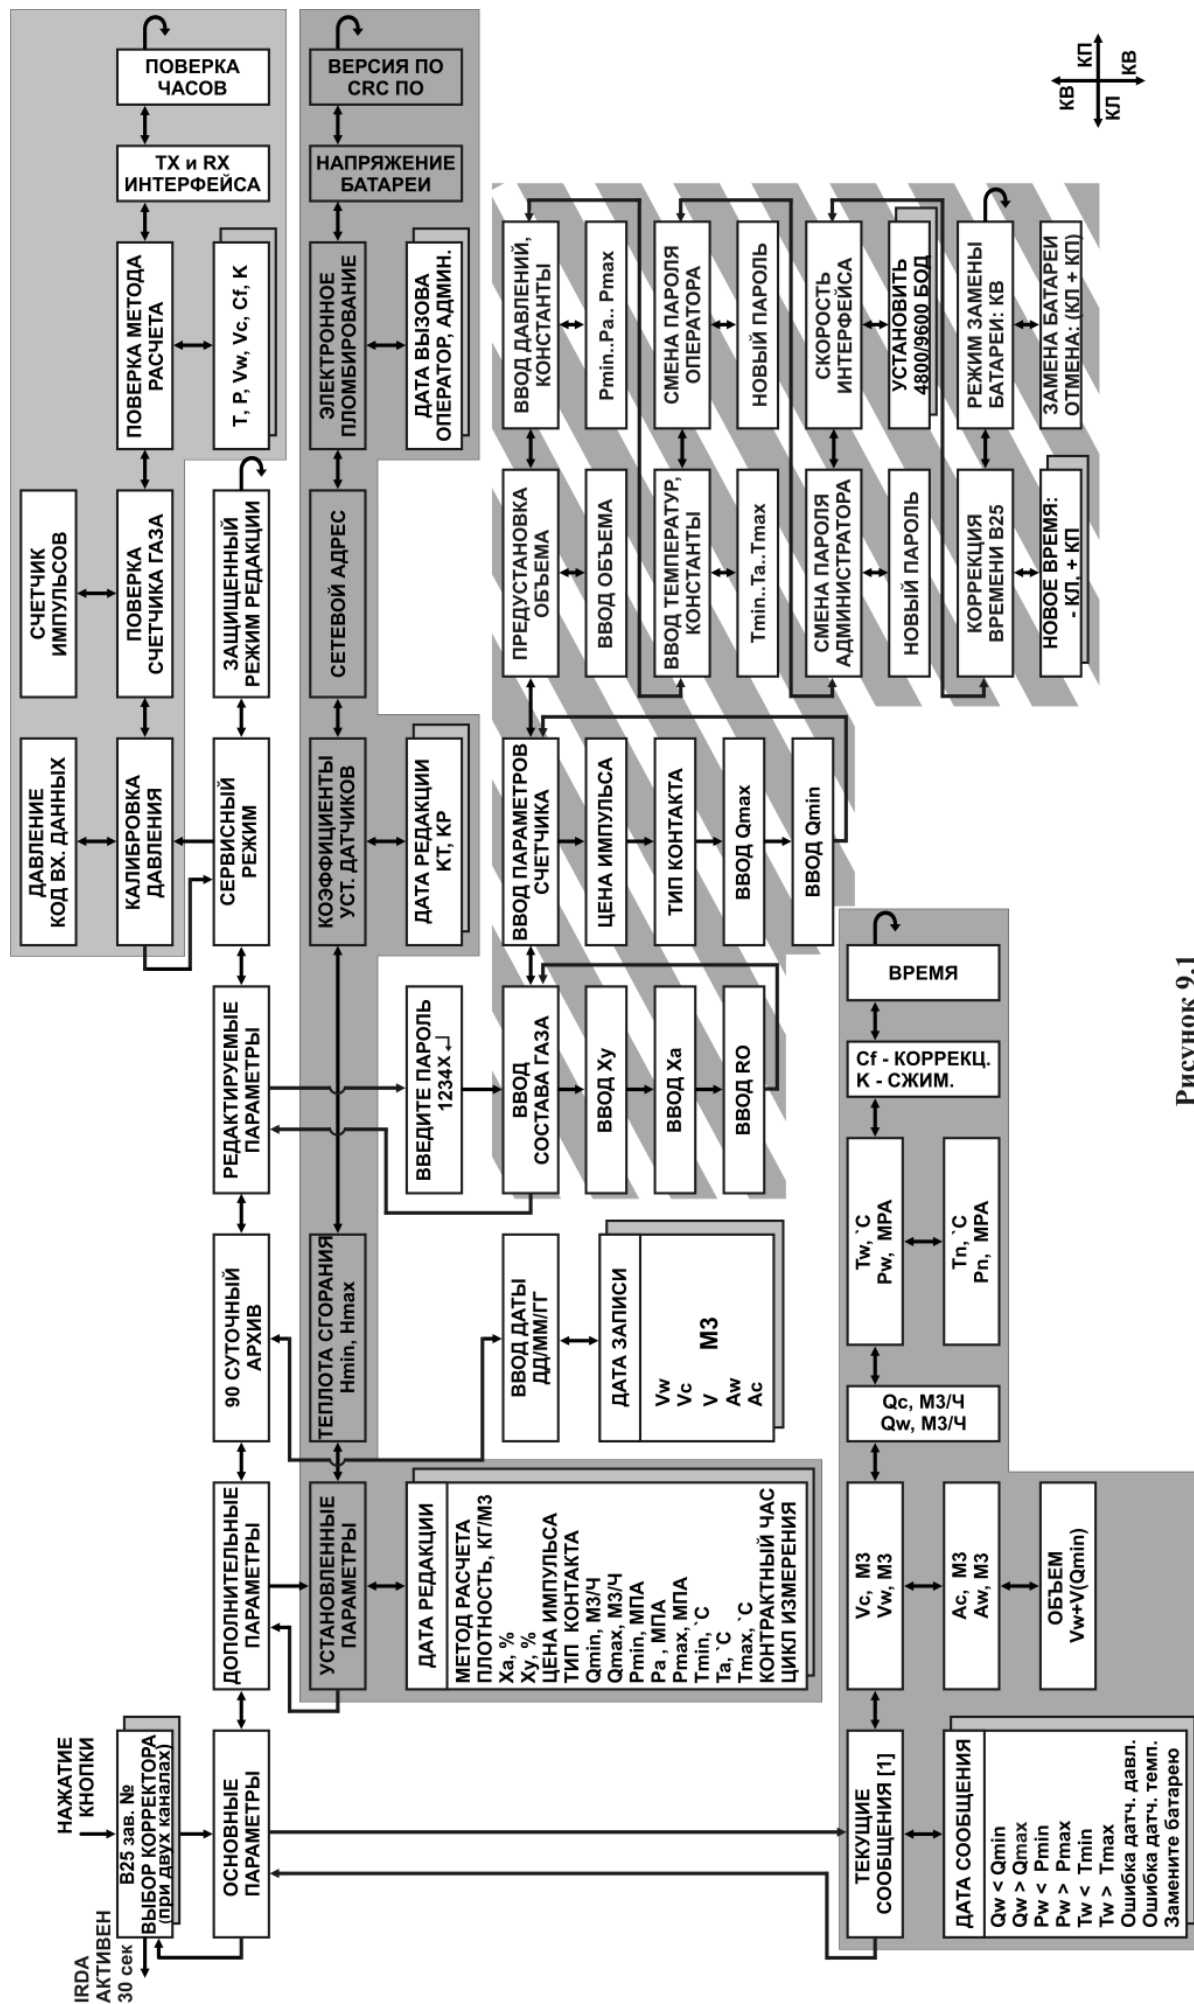 НАЖАТИЕ
КНОПКИ
IRDA
АКТИВЕН
30 сек
В25 зав. №
ВЫБОР КОРРЕКТОРА
(при двух каналах)
ДАВЛЕНИЕ
КОД ВХ. ДАННЫХ
СЧЕТЧИК
ИМПУЛЬСОВ
КАЛИБРОВКА
ДАВЛЕНИЯ
ПОВЕРКА
СЧЕТЧИКА ГАЗА
ПОВЕРКА МЕТОДА
РАСЧЕТА
TX и RX
ИНТЕРФЕЙСА
ПОВЕРКА
ЧАСОВ
T, P, Vw, Vc, Cf, K
ОСНОВНЫЕ
ПАРАМЕТРЫ
ДОПОЛНИТЕЛЬНЫЕ
ПАРАМЕТРЫ
90 СУТОЧНЫЙ
АРХИВ
РЕДАКТИРУЕМЫЕ
ПАРАМЕТРЫ
СЕРВИСНЫЙ
РЕЖИМ
ЗАЩИЩЕННЫЙ
РЕЖИМ РЕДАКЦИИ
УСТАНОВЛЕННЫЕ
ПАРАМЕТРЫ
ТЕПЛОТА СГОРАНИЯ
Hmin, Hmax
КОЭФФИЦИЕНТЫ
УСТ. ДАТЧИКОВ
СЕТЕВОЙ АДРЕС
ЭЛЕКТРОННОЕ
ПЛОМБИРОВАНИЕ
НАПРЯЖЕНИЕ
БАТАРЕИ
ВЕРСИЯ ПО
CRC ПО
ДАТА РЕДАКЦИИ
МЕТОД РАСЧЕТА
ПЛОТНОСТЬ, КГ/М3
Xa, %
Xy, %
ЦЕНА ИМПУЛЬСА
ТИП КОНТАКТА
Qmin, М3/Ч
Qmax, М3/Ч
Pmin, МПА
Pa , МПА
Pmax, МПА
Tmin, `C
Ta, `C
Tmax, `C
КОНТРАКТНЫЙ ЧАС
ЦИКЛ ИЗМЕРЕНИЯ
ВВЕДИТЕ ПАРОЛЬ
1234X ↵
ДАТА РЕДАКЦИИ
КТ, КР
ДАТА ВЫЗОВА
ОПЕРАТОР, АДМИН.
ВВОД ДАТЫ
ДД/ММ/ГГ
ДАТА ЗАПИСИ
Vw
Vc
V
Aw
Ac
М3
ВВОД
СОСТАВА ГАЗА
ВВОД Xy
ВВОД Xa
ВВОД RO
ВВОД ПАРАМЕТРОВ
СЧЕТЧИКА
ЦЕНА ИМПУЛЬСА
ТИП КОНТАКТА
ВВОД Qmax
ВВОД Qmin
ПРЕДУСТАНОВКА
ОБЪЕМА
ВВОД ОБЪЕМА
ВВОД ДАВЛЕНИЙ,
КОНСТАНТЫ
Pmin..Pa.. Pmax
ВВОД ТЕМПЕРАТУР,
КОНСТАНТЫ
Tmin..Ta..Tmax
СМЕНА ПАРОЛЯ
ОПЕРАТОРА
НОВЫЙ ПАРОЛЬ
СМЕНА ПАРОЛЯ
АДМИНИСТРАТОРА
НОВЫЙ ПАРОЛЬ
СКОРОСТЬ
ИНТЕРФЕЙСА
УСТАНОВИТЬ
4800/9600 БОД
КОРРЕКЦИЯ
ВРЕМЕНИ В25
НОВОЕ ВРЕМЯ:
- КЛ, + КП
РЕЖИМ ЗАМЕНЫ
БАТАРЕИ: КВ
ЗАМЕНА БАТАРЕИ
ОТМЕНА: (КЛ + КП)
ТЕКУЩИЕ
СООБЩЕНИЯ [1]
Vc, М3
Vw, М3
Qc, М3/Ч
Qw, М3/Ч
Tw, `C
Pw, МРА
Cf - КОРРЕКЦ.
K - СЖИМ.
ВРЕМЯ
ДАТА СООБЩЕНИЯ
Qw < Qmin
Qw > Qmax
Pw < Pmin
Pw > Pmax
Tw < Tmin
Tw > Tmax
Ошибка датч. давл.
Ошибка датч. темп.
Замените батарею
Ac, М3
Aw, М3
Tn, `C
Pn, МРА
ОБЪЕМ
Vw+V(Qmin)
КВ
КП
КЛ
КВ
Рисунок 9.1